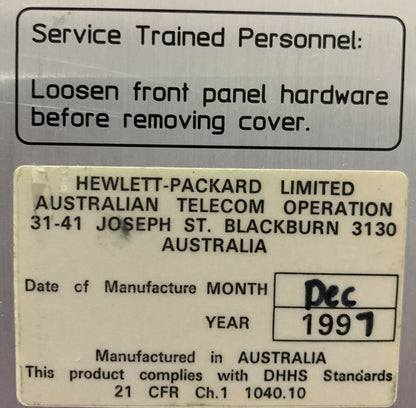 Service Trained Personnel:
Loosen front panel hardware
before removing cover.
HEWLETT-PACKARD LIMITED
AUSTRALIAN TELECOM OPERATION
31-41 JOSEPH ST. BLACKBURN 3130
AUSTRALIA
Date of Manufacture MONTH Dec
YEAR 1997
Manufactured in AUSTRALIA
This product complies with DHHS Standards
21 CFR Ch.1 1040.10